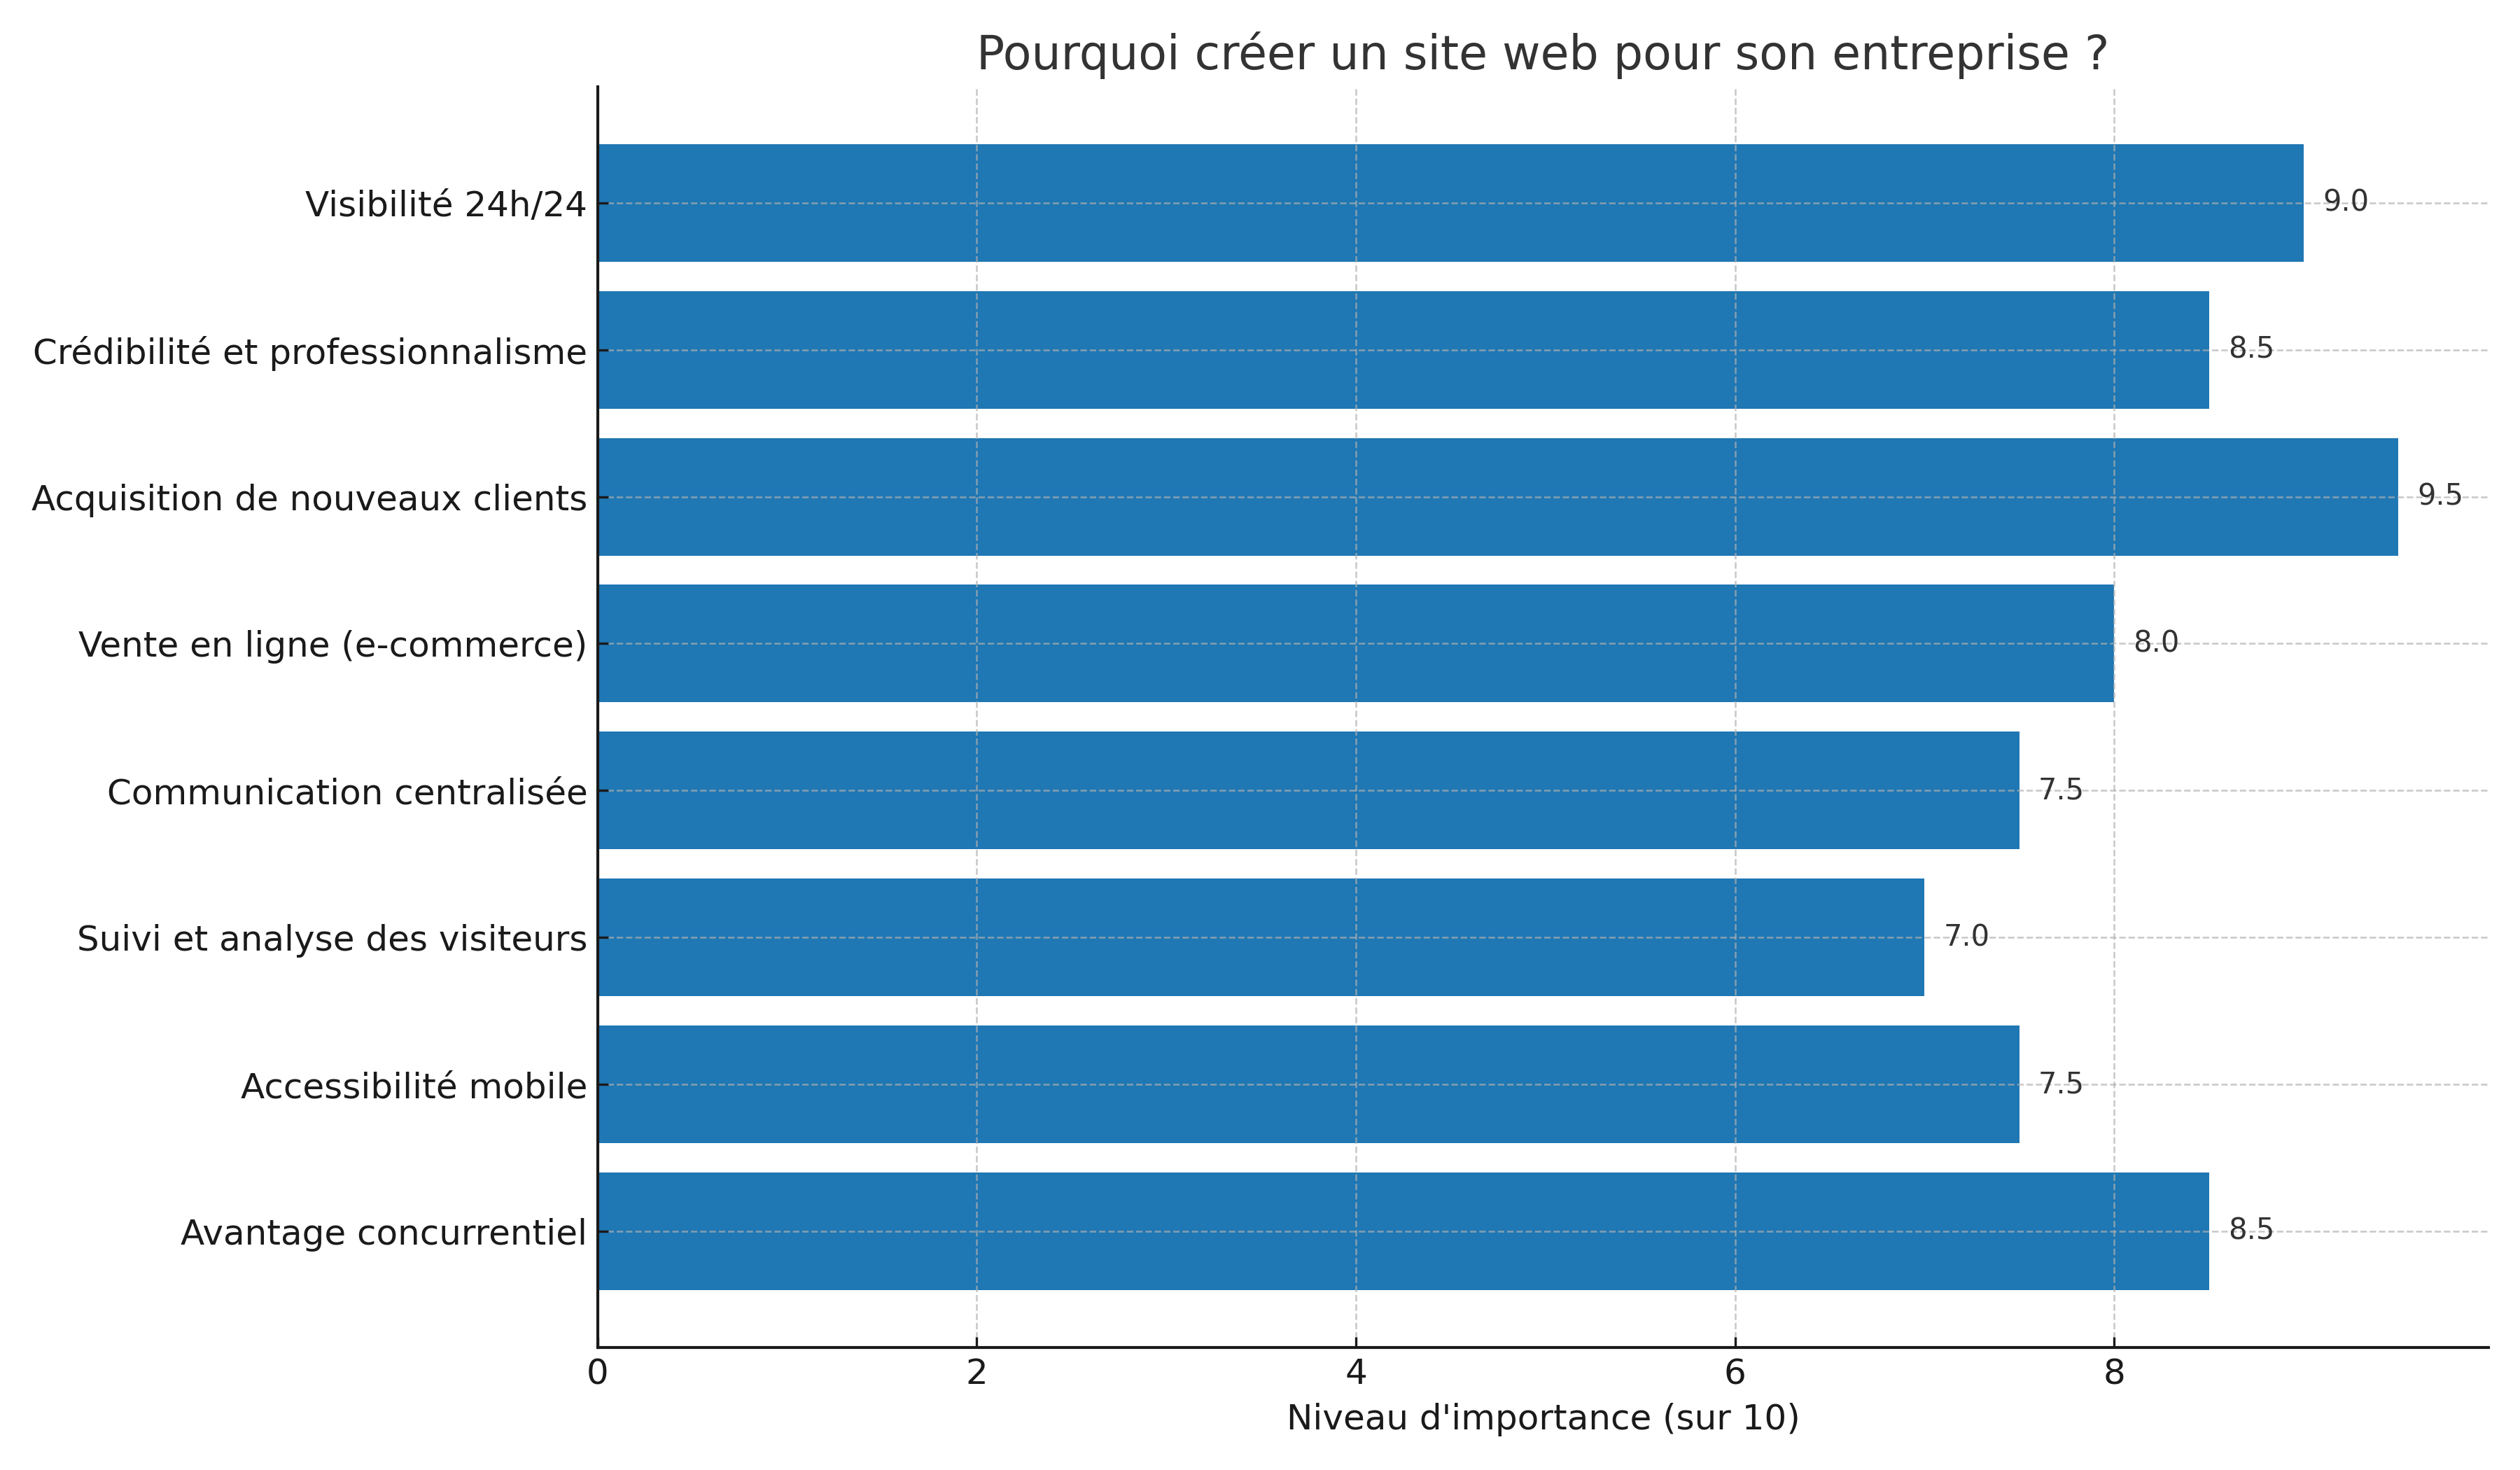 Pourquoi créer un site web pour son entreprise ?
Visibilité 24h/24 9.0
Crédibilité et professionnalisme 8.5
Acquisition de nouveaux clients 9.5
Vente en ligne (e-commerce) 8.0
Communication centralisée 7.5
Suivi et analyse des visiteurs 7.0
Accessibilité mobile 7.5
Avantage concurrentiel 8.5
0 2 4 6 8
Niveau d'importance (sur 10)